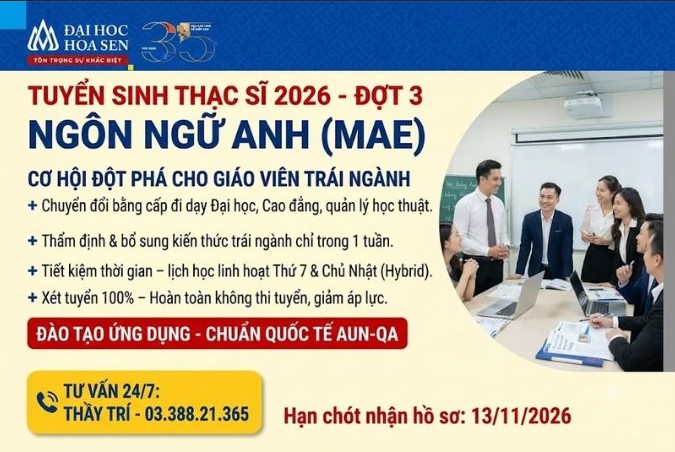 ĐẠI HỌC
HOA SEN
TÔN TRỌNG SỰ KHÁC BIỆT
35
TUYỂN SINH THẠC SĨ 2026 - ĐỢT 3
NGÔN NGỮ ANH (MAE)
CƠ HỘI ĐỘT PHÁ CHO GIÁO VIÊN TRÁI NGÀNH
+ Chuyển đổi bằng cấp đi dạy Đại học, Cao đẳng, quản lý học thuật.
+ Thẩm định & bổ sung kiến thức trái ngành chỉ trong 1 tuần.
+ Tiết kiệm thời gian – lịch học linh hoạt Thứ 7 & Chủ Nhật (Hybrid).
+ Xét tuyển 100% – Hoàn toàn không thi tuyển, giảm áp lực.
ĐÀO TẠO ỨNG DỤNG - CHUẨN QUỐC TẾ AUN-QA
TƯ VẤN 24/7:
THẦY TRÍ - 03.388.21.365
Hạn chót nhận hồ sơ: 13/11/2026